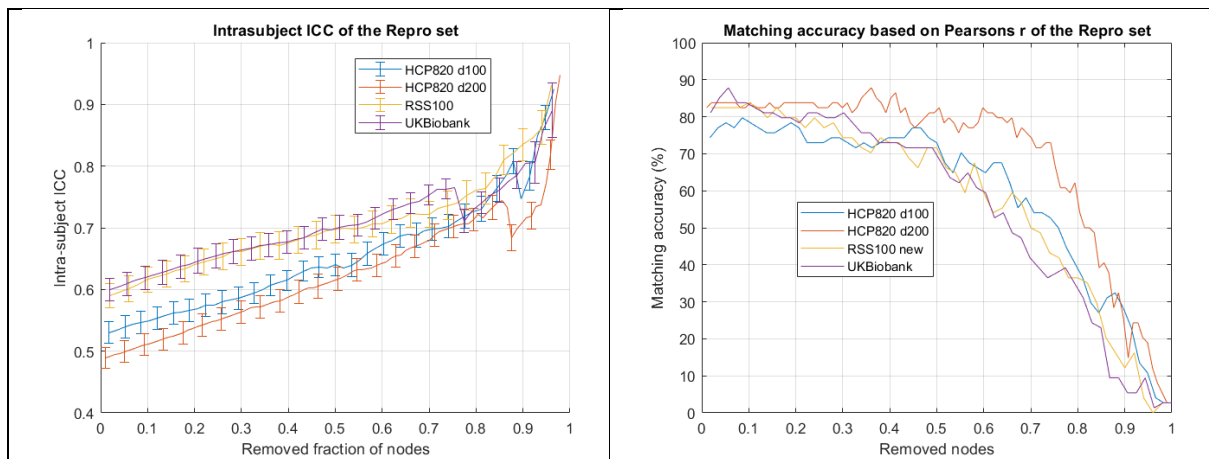 Intrasubject ICC of the Repro set
1
0.9
0.8
0.7
0.6
0.5
0.4
Intra-subject ICC
HCP820 d100
HCP820 d200
RSS100
UKBiobank
0 0.1 0.2 0.3 0.4 0.5 0.6 0.7 0.8 0.9 1
Removed fraction of nodes
Matching accuracy based on Pearsons r of the Repro set
100
90
80
70
60
50
40
30
20
10
0
Matching accuracy (%)
HCP820 d100
HCP820 d200
RSS100 new
UKBiobank
0 0.1 0.2 0.3 0.4 0.5 0.6 0.7 0.8 0.9 1
Removed nodes